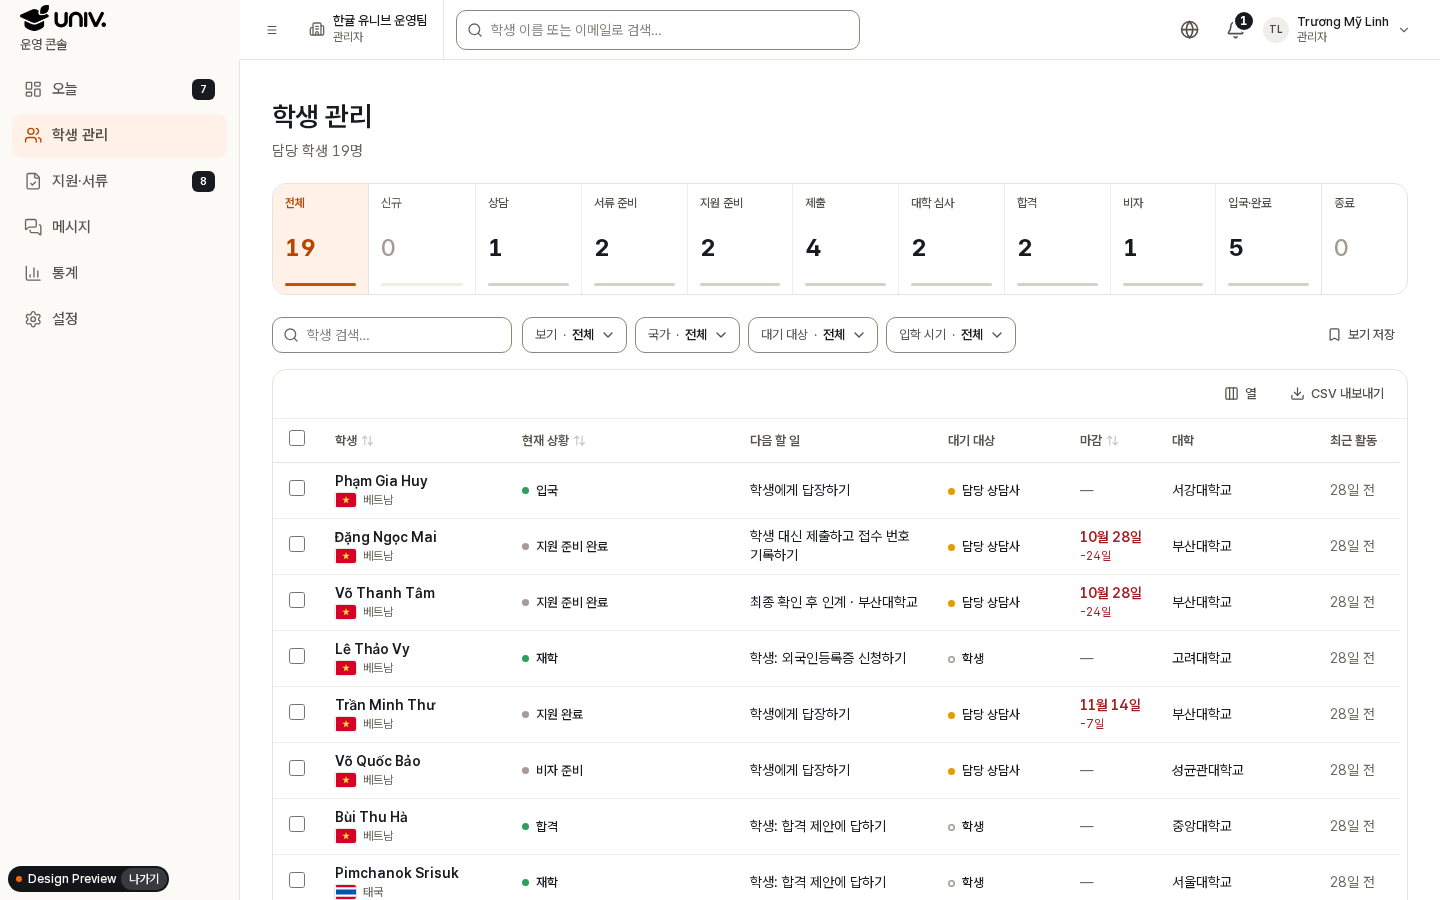 UNIV.
운영 콘솔
오늘
7
학생 관리
지원·서류
8
메시지
통계
설정
Design Preview
나가기
한글 유니브 운영팀
관리자
학생 이름 또는 이메일로 검색...
1
TL
Trương Mỹ Linh
관리자
학생 관리
담당 학생 19명
전체
신규
상담
서류 준비
지원 준비
제출
대학 심사
합격
비자
입국·완료
종료
19
0
1
2
2
4
2
2
1
5
0
학생 검색...
보기 · 전체
국가 · 전체
대기 대상 · 전체
입학 시기 · 전체
보기 저장
열
CSV 내보내기
학생
현재 상황
다음 할 일
대기 대상
마감
대학
최근 활동
Phạm Gia Huy
베트남
입국
학생에게 답장하기
담당 상담사
—
서강대학교
28일 전
Đặng Ngọc Mai
베트남
지원 준비 완료
학생 대신 제출하고 접수 번호
기록하기
담당 상담사
10월 28일
-24일
부산대학교
28일 전
Võ Thanh Tâm
베트남
지원 준비 완료
최종 확인 후 인계 · 부산대학교
담당 상담사
10월 28일
-24일
부산대학교
28일 전
Lê Thảo Vy
베트남
재학
학생: 외국인등록증 신청하기
학생
—
고려대학교
28일 전
Trần Minh Thư
베트남
지원 완료
학생에게 답장하기
담당 상담사
11월 14일
-7일
부산대학교
28일 전
Võ Quốc Bảo
베트남
비자 준비
학생에게 답장하기
담당 상담사
—
성균관대학교
28일 전
Bùi Thu Hà
베트남
합격
학생: 합격 제안에 답하기
학생
—
중앙대학교
28일 전
Pimchanok Srisuk
태국
재학
학생: 합격 제안에 답하기
학생
—
서울대학교
28일 전